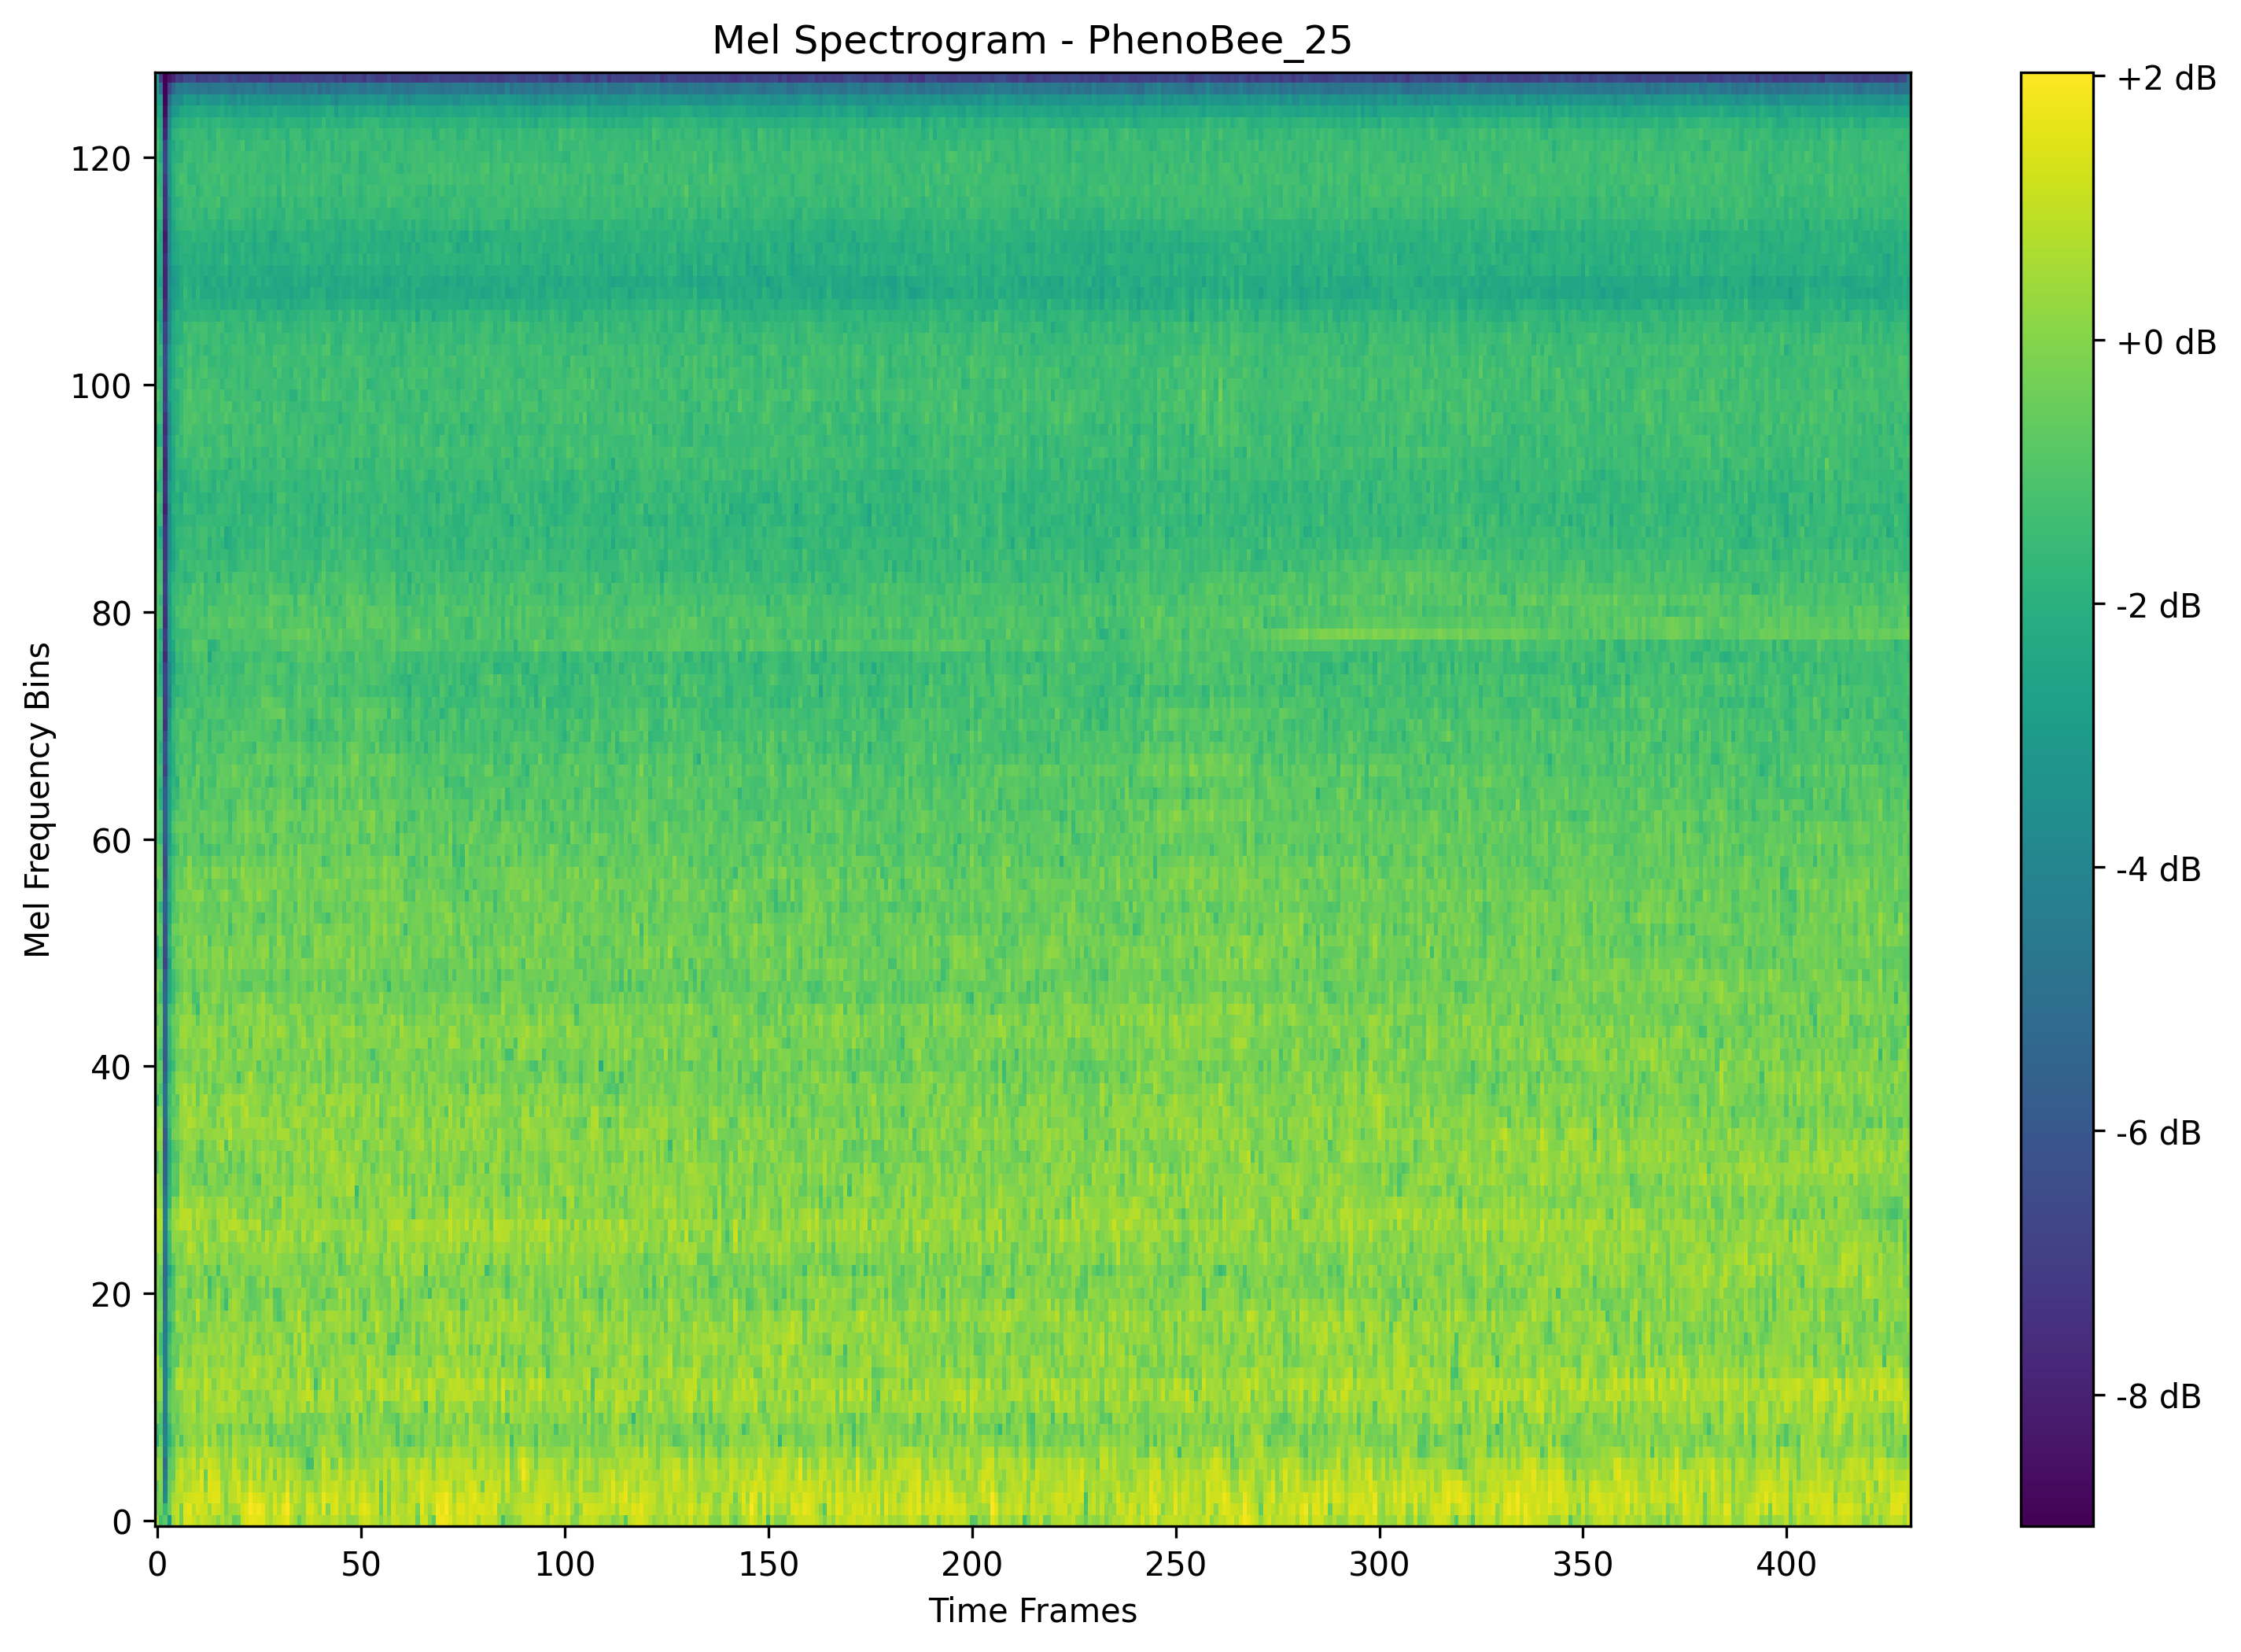 Mel Spectrogram - PhenoBee_25
Mel Frequency Bins
120
100
80
60
40
20
0
0 50 100 150 200 250 300 350 400
Time Frames
+2 dB
+0 dB
-2 dB
-4 dB
-6 dB
-8 dB